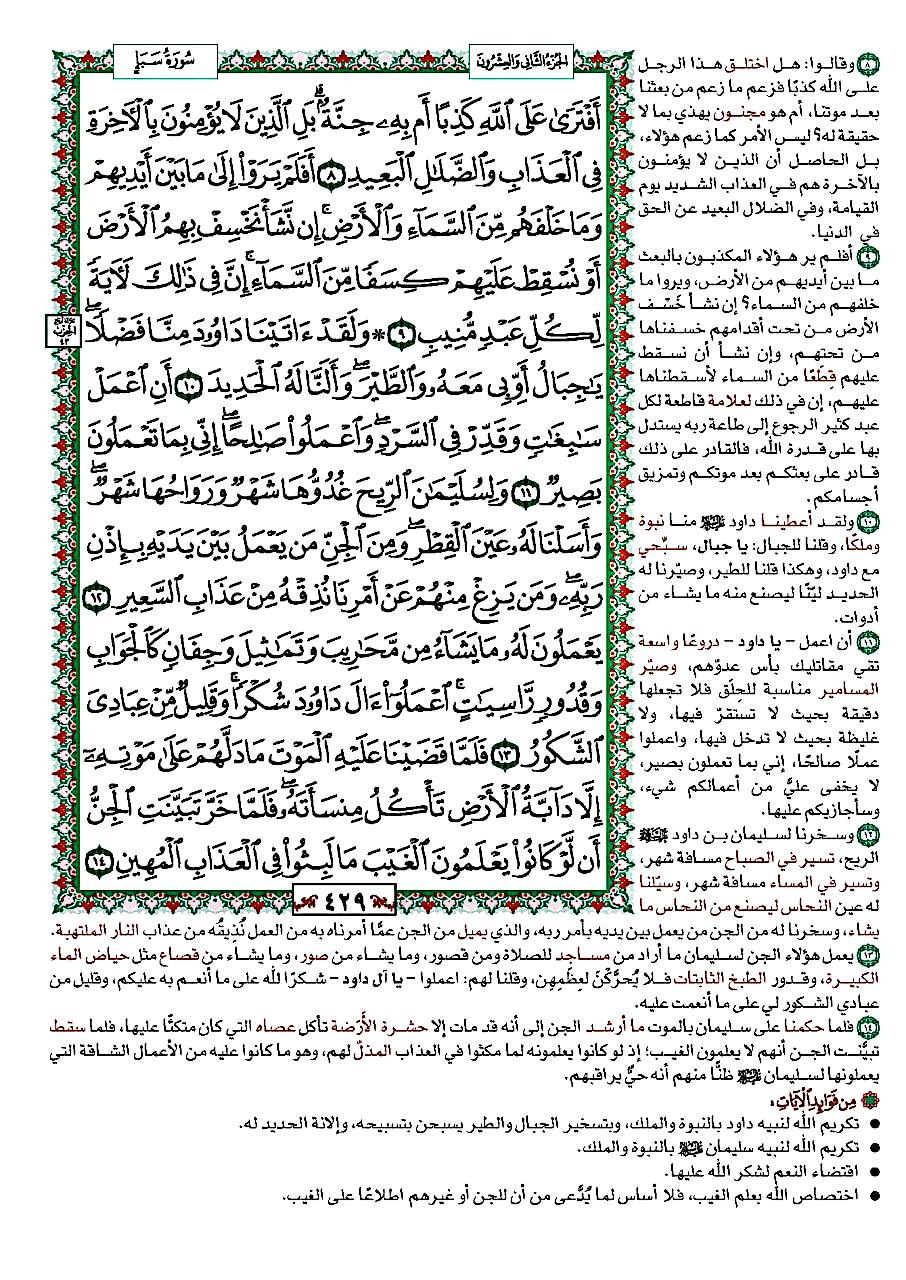 سُورَةُ سَبَإٍ
الجُزْءُ الثَّانِي وَالعِشْرُونَ
أَفْتَرَىٰ عَلَى ٱللَّهِ كَذِبًا أَم بِهِۦ جِنَّةٌۢ ۗ بَلِ ٱلَّذِينَ لَا يُؤْمِنُونَ بِٱلْأٓخِرَةِ
فِى ٱلْعَذَابِ وَٱلضَّلَٰلِ ٱلْبَعِيدِ ٨ أَفَلَمْ يَرَوْا۟ إِلَىٰ مَا بَيْنَ أَيْدِيهِمْ
وَمَا خَلْفَهُم مِّنَ ٱلسَّمَآءِ وَٱلْأَرْضِ ۚ إِن نَّشَأْ نَخْسِفْ بِهِمُ ٱلْأَرْضَ
أَوْ نُسْقِطْ عَلَيْهِمْ كِسَفًا مِّنَ ٱلسَّمَآءِ ۚ إِنَّ فِى ذَٰلِكَ لَأٓيَةً
لِّكُلِّ عَبْدٍ مُّنِيبٍ ٩ ۞ وَلَقَدْ ءَاتَيْنَا دَاوُۥدَ مِنَّا فَضْلًا ۖ
يَٰجِبَالُ أَوِّبِى مَعَهُۥ وَٱلطَّيْرَ ۖ وَأَلَنَّا لَهُ ٱلْحَدِيدَ ١٠ أَنِ ٱعْمَلْ
سَٰبِغَٰتٍ وَقَدِّرْ فِى ٱلسَّرْدِ ۖ وَٱعْمَلُوا۟ صَٰلِحًا ۖ إِنِّى بِمَا تَعْمَلُونَ
بَصِيرٌ ١١ وَلِسُلَيْمَٰنَ ٱلرِّيحَ غُدُوُّهَا شَهْرٌ وَرَوَاحُهَا شَهْرٌ ۖ
وَأَسَلْنَا لَهُۥ عَيْنَ ٱلْقِطْرِ ۖ وَمِنَ ٱلْجِنِّ مَن يَعْمَلُ بَيْنَ يَدَيْهِ بِإِذْنِ
رَبِّهِۦ ۖ وَمَن يَزِغْ مِنْهُمْ عَنْ أَمْرِنَا نُذِقْهُ مِنْ عَذَابِ ٱلسَّعِيرِ ١٢
يَعْمَلُونَ لَهُۥ مَا يَشَآءُ مِن مَّحَٰرِيبَ وَتَمَٰثِيلَ وَجِفَانٍ كَٱلْجَوَابِ
وَقُدُورٍ رَّاسِيَٰتٍ ۚ ٱعْمَلُوٓا۟ ءَالَ دَاوُۥدَ شُكْرًا ۚ وَقَلِيلٌ مِّنْ عِبَادِىَ
ٱلشَّكُورُ ١٣ فَلَمَّا قَضَيْنَا عَلَيْهِ ٱلْمَوْتَ مَا دَلَّهُمْ عَلَىٰ مَوْتِهِۦٓ
إِلَّا دَآبَّةُ ٱلْأَرْضِ تَأْكُلُ مِنسَأَتَهُۥ ۖ فَلَمَّا خَرَّ تَبَيَّنَتِ ٱلْجِنُّ
أَن لَّوْ كَانُوا۟ يَعْلَمُونَ ٱلْغَيْبَ مَا لَبِثُوا۟ فِى ٱلْعَذَابِ ٱلْمُهِينِ ١٤
٤٢٩
الحِزْبِ
٤٣
٨ وقالوا: هل اختلق هذا الرجل
على الله كذبًا فزعم ما زعم من بعثنا
بعد موتنا، أم هو مجنون يهذي بما لا
حقيقة له؟ ليس الأمر كما زعم هؤلاء،
بل الحاصل أن الذين لا يؤمنون
بالآخرة هم في العذاب الشديد يوم
القيامة، وفي الضلال البعيد عن الحق
في الدنيا.
٩ أفلم ير هؤلاء المكذبون بالبعث
ما بين أيديهم من الأرض، ويروا ما
خلفهم من السماء؟ إن نشأ خَسْف
الأرض من تحت أقدامهم خسفناها
من تحتهم، وإن نشأ أن نسقط
عليهم قِطَعًا من السماء لأسقطناها
عليهم، إن في ذلك لعلامة قاطعة لكل
عبد كثير الرجوع إلى طاعة ربه يستدل
بها على قدرة الله، فالقادر على ذلك
قادر على بعثكم بعد موتكم وتمزيق
أجسامكم.
١٠ ولقد أعطينا داود ﷺ منا نبوة
وملكًا، وقلنا للجبال: يا جبال، سبّحي
مع داود، وهكذا قلنا للطير، وصيّرنا له
الحديد ليّنًا ليصنع منه ما يشاء من
أدوات.
١١ أن اعمل – يا داود – دروعًا واسعة
تقي مقاتليك بأس عدوّهم، وصيّر
المسامير مناسبة للحلَق فلا تجعلها
دقيقة بحيث لا تستقرّ فيها، ولا
غليظة بحيث لا تدخل فيها، واعملوا
عملًا صالحًا، إني بما تعملون بصير،
لا يخفى عليَّ من أعمالكم شيء،
وسأجازيكم عليها.
١٢ وسخرنا لسليمان بن داود ﷺ
الريح، تسير في الصباح مسافة شهر،
وتسير في المساء مسافة شهر، وسيّلنا
له عين النحاس ليصنع من النحاس ما
يشاء، وسخرنا له من الجن من يعمل بين يديه بأمر ربه، والذي يميل من الجن عمَّا أمرناه به من العمل نُذيقُه من عذاب النار الملتهبة.
١٣ يعمل هؤلاء الجن لسليمان ما أراد من مساجد للصلاة ومن قصور، وما يشاء من صور، وما يشاء من قصاع مثل حياض الماء
الكبيرة، وقدور الطبخ الثابتات فلا يُحرَّكْنَ لعِظَمِهِن، وقلنا لهم: اعملوا – يا آل داود – شكرًا لله على ما أنعم به عليكم، وقليل من
عبادي الشكور لي على ما أنعمت عليه.
١٤ فلما حكمنا على سليمان بالموت ما أرشد الجن إلى أنه قد مات إلا حشرة الأَرَضة تأكل عصاه التي كان متكئًا عليها، فلما سقط
تبيَّنت الجن أنهم لا يعلمون الغيب؛ إذ لو كانوا يعلمونه لما مكثوا في العذاب المذلّ لهم، وهو ما كانوا عليه من الأعمال الشاقة التي
يعملونها لسليمان ﷺ ظنًّا منهم أنه حيٌّ يراقبهم.
مِن فَوَائِدِ الْآيَاتِ:
● تكريم الله لنبيه داود بالنبوة والملك، وبتسخير الجبال والطير يسبحن بتسبيحه، وإلانة الحديد له.
● تكريم الله لنبيه سليمان ﷺ بالنبوة والملك.
● اقتضاء النعم لشكر الله عليها.
● اختصاص الله بعلم الغيب، فلا أساس لما يُدَّعى من أن للجن أو غيرهم اطلاعًا على الغيب.